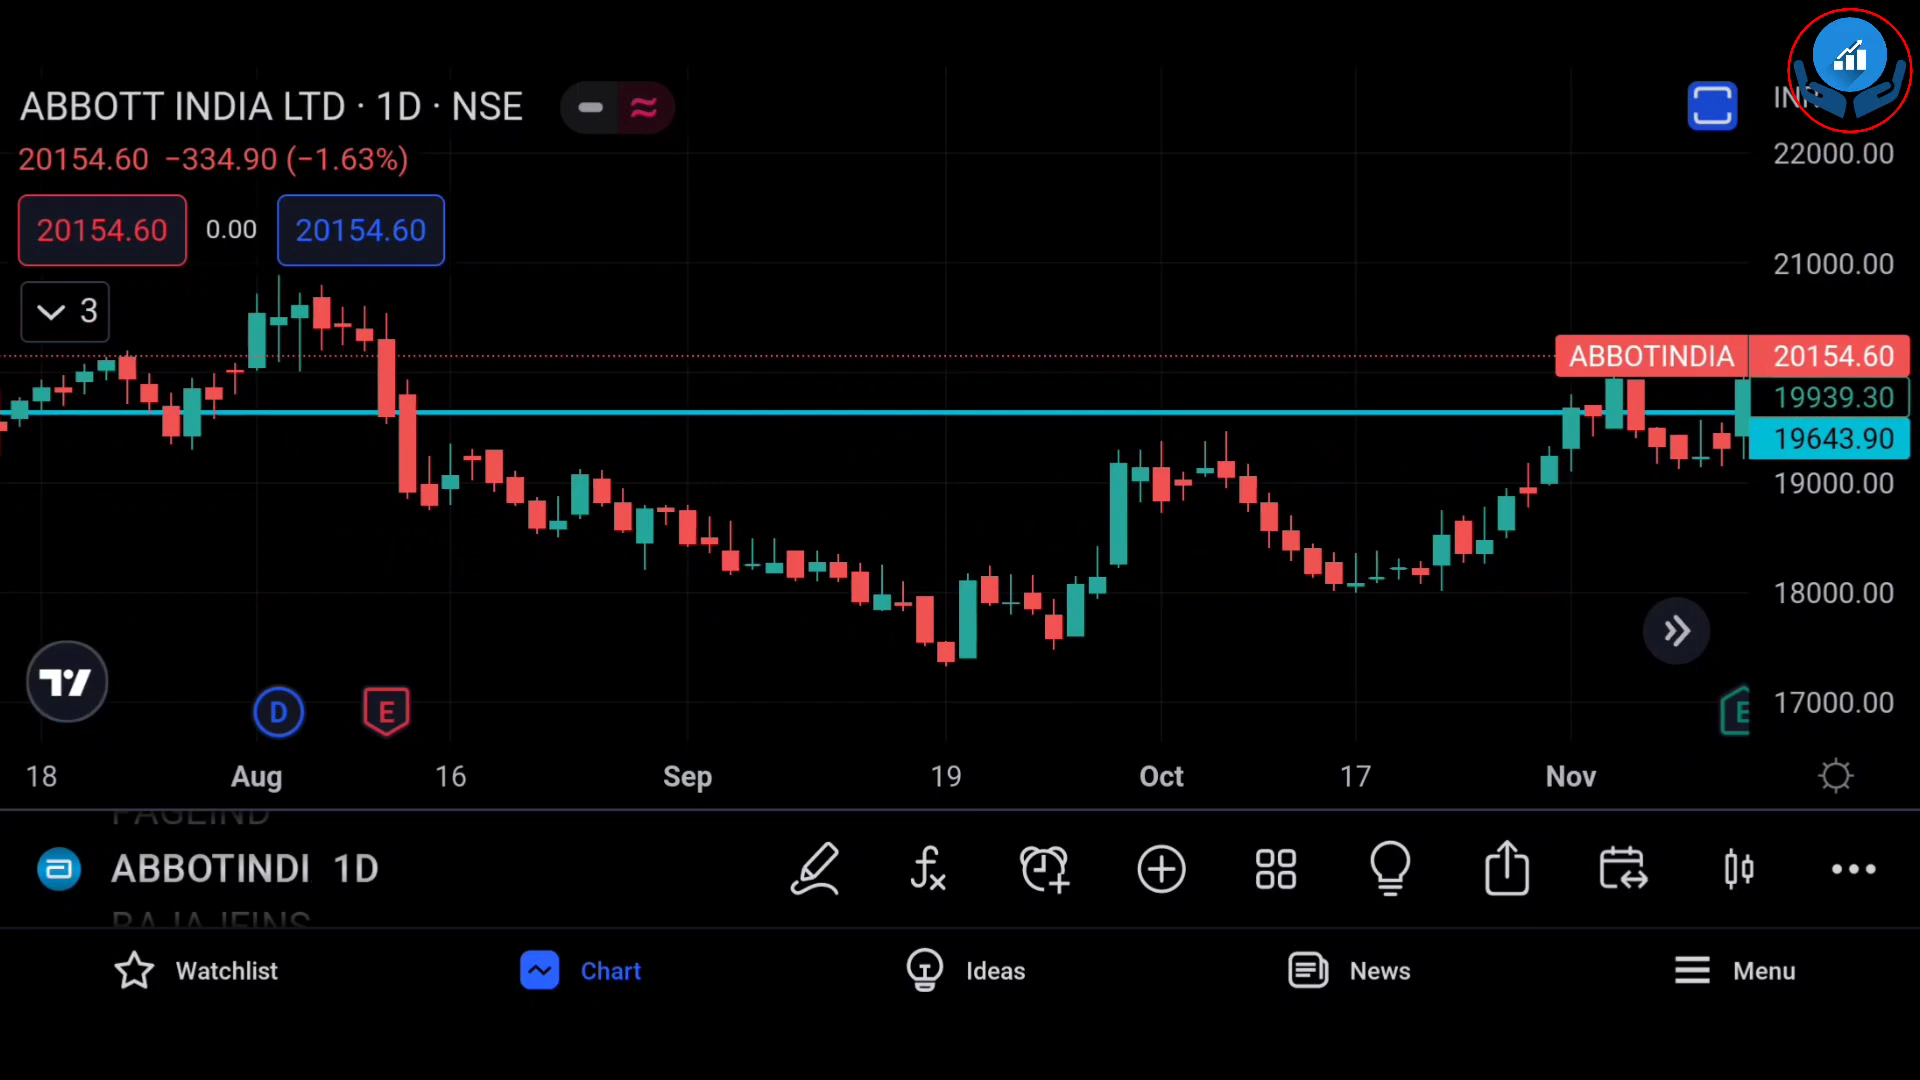 ABBOTT INDIA LTD · 1D · NSE
20154.60 −334.90 (−1.63%)
20154.60 0.00 20154.60
3
22000.00
21000.00
ABBOTINDIA 20154.60
19939.30
19643.90
19000.00
18000.00
17000.00
D E E
18 Aug 16 Sep 19 Oct 17 Nov
PAGEIND
ABBOTINDI 1D
BAJAJFINS
Watchlist Chart Ideas News Menu